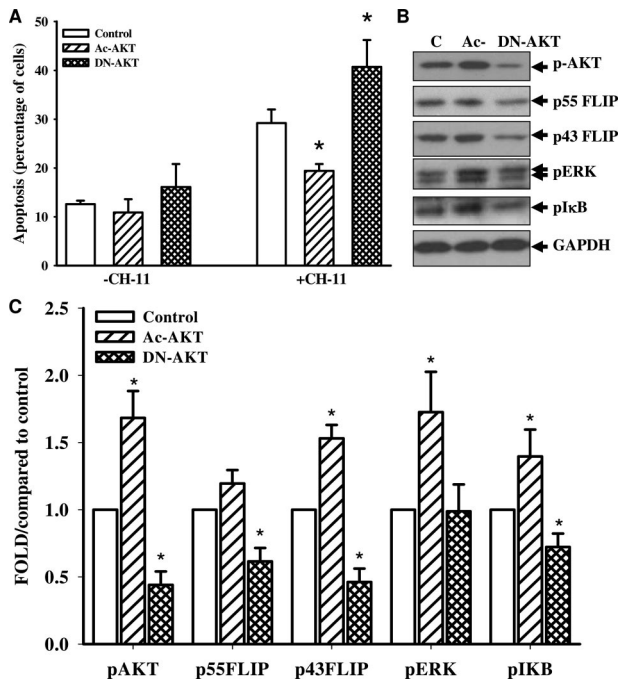 A
Apoptosis (percentage of cells)
60
50
40
30
20
10
0
Control
Ac-AKT
DN-AKT
*
*
-CH-11
+CH-11
B
C Ac- DN-AKT
p-AKT
p55 FLIP
p43 FLIP
pERK
pIκB
GAPDH
C
FOLD/compared to control
2.5
2.0
1.5
1.0
0.5
0.0
Control
Ac-AKT
DN-AKT
*
*
*
*
*
*
*
*
pAKT
p55FLIP
p43FLIP
pERK
pIKB